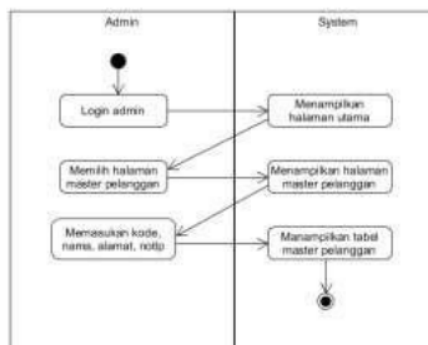 Admin
System
Login admin
Menampilkan
halaman utama
Memilih halaman
master pelanggan
Menampilkan halaman
master pelanggan
Memasukan kode,
nama, alamat, notlp
Manampilkan tabel
master pelanggan